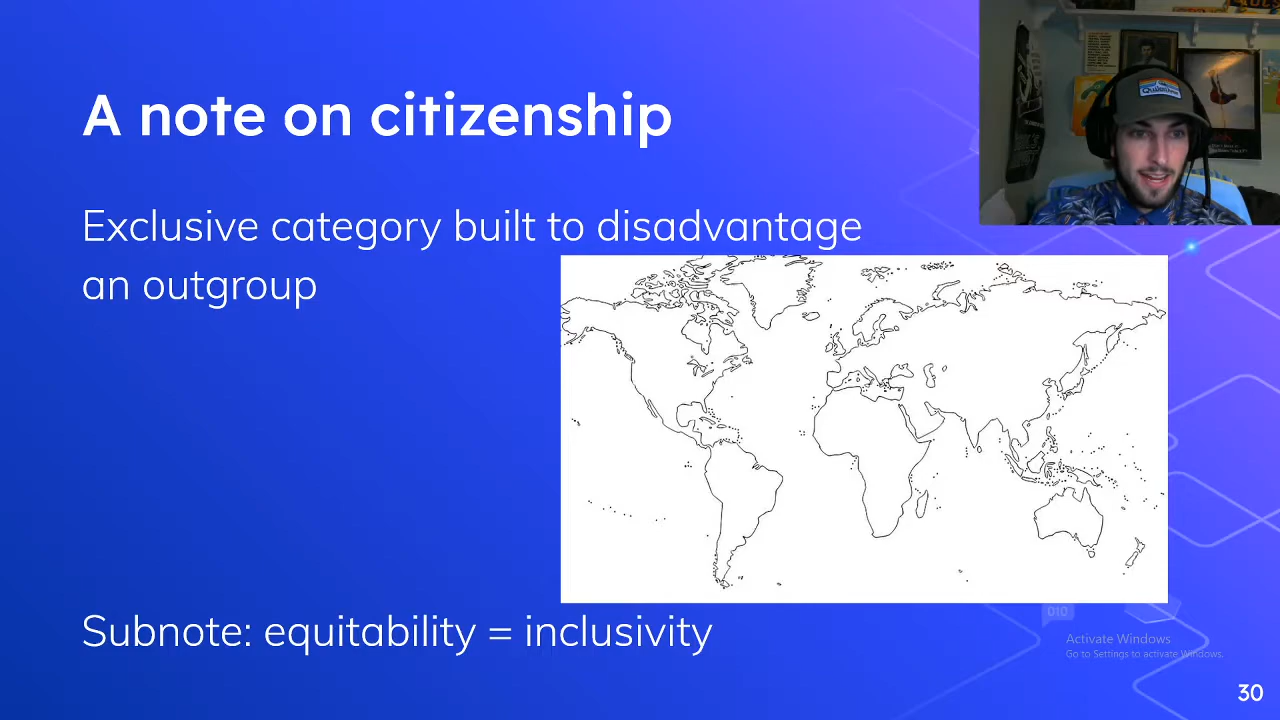 A note on citizenship
Exclusive category built to disadvantage
an outgroup
Subnote: equitability = inclusivity
010
Activate Windows
Go to Settings to activate Windows.
30